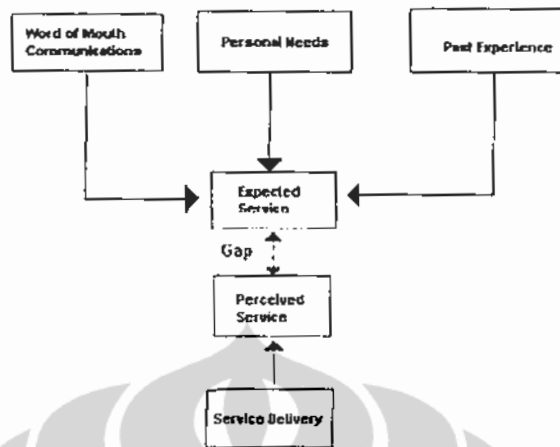 Word of Mouth
Communications
Personal Needs
Past Experience
Expected
Service
Gap
Perceived
Service
Service Delivery